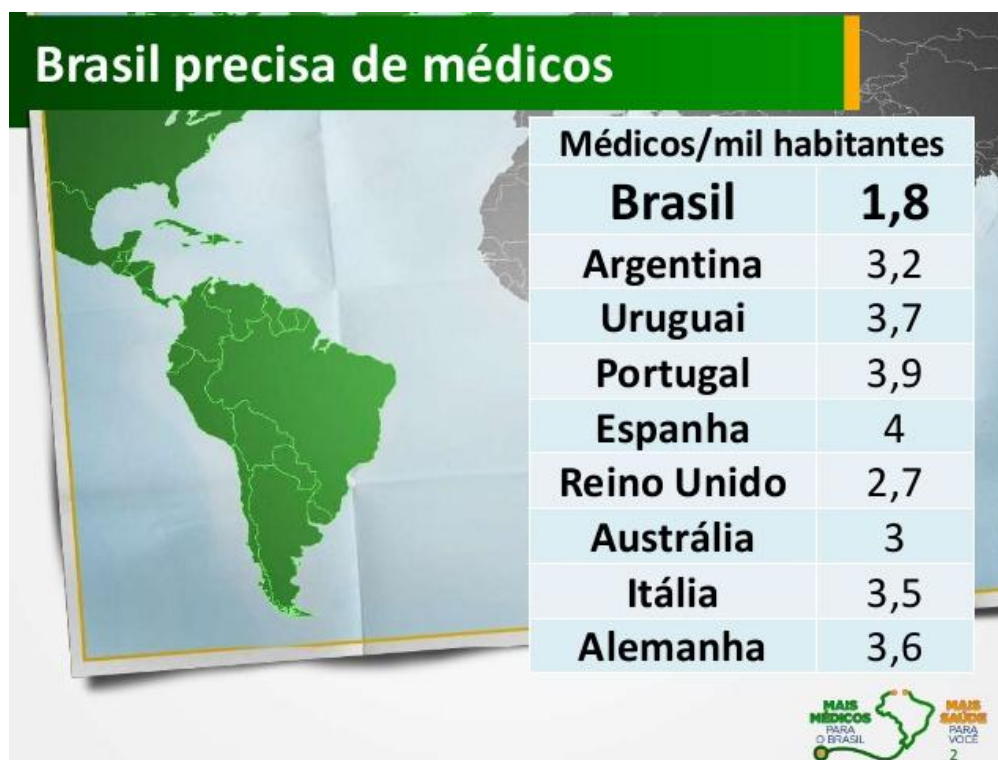 Brasil precisa de médicos
Médicos/mil habitantes
Brasil 1,8
Argentina 3,2
Uruguai 3,7
Portugal 3,9
Espanha 4
Reino Unido 2,7
Austrália 3
Itália 3,5
Alemanha 3,6
MAIS
MÉDICOS
PARA
O BRASIL
MAIS
SAÚDE
PARA
VOCÊ
2